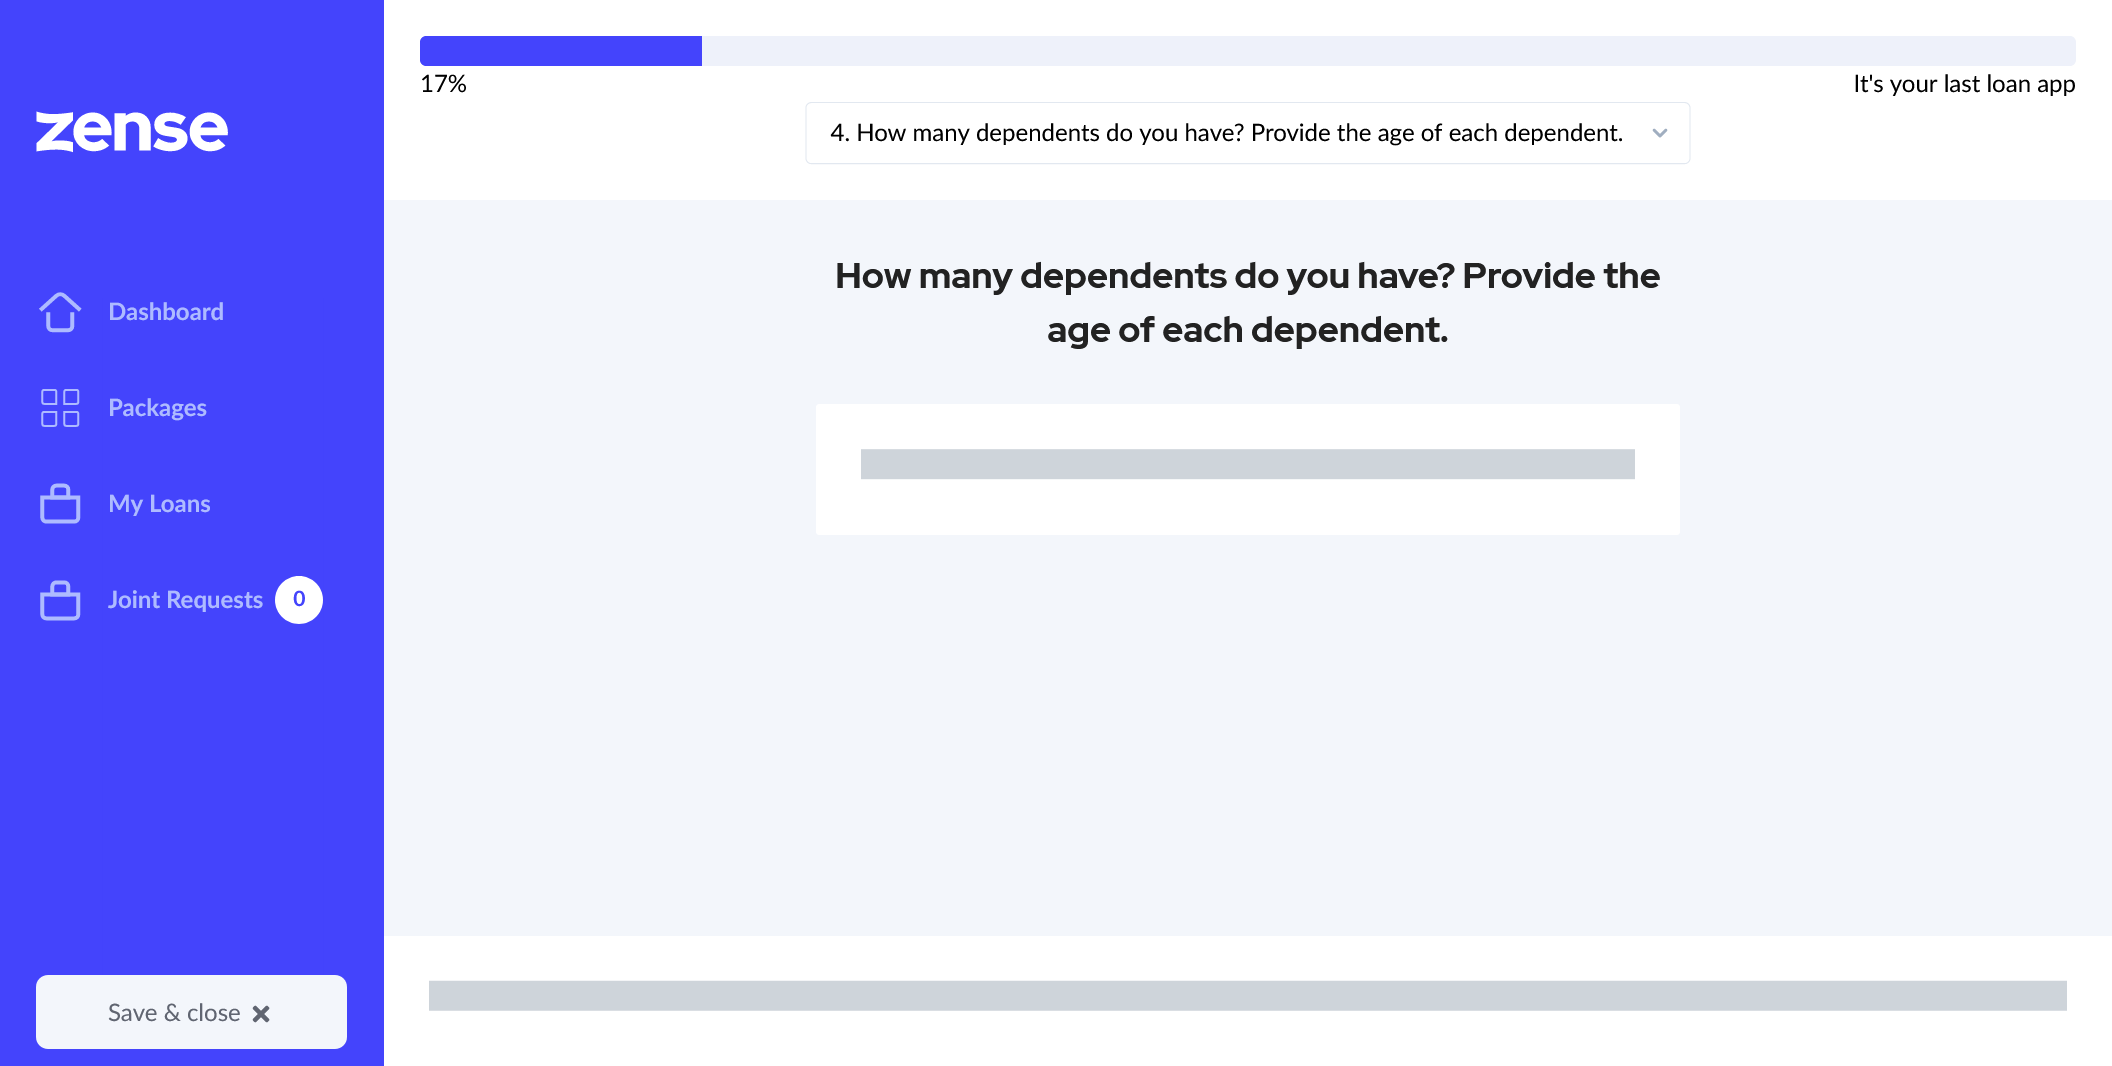 zense
Dashboard
Packages
My Loans
Joint Requests 0
Save & close
17%
It's your last loan app
4. How many dependents do you have? Provide the age of each dependent.
How many dependents do you have? Provide the
age of each dependent.